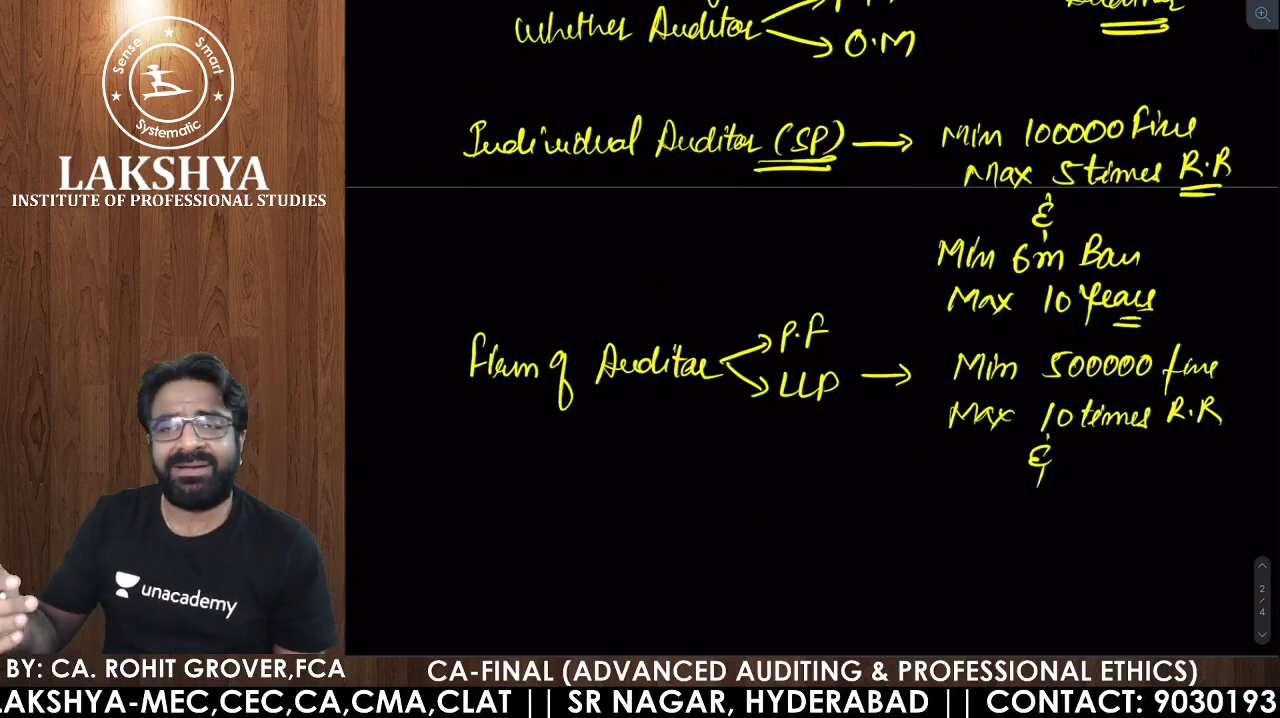 Whether Auditor
O.M
Individual Auditor (SP) → Min 100000 Fine
Max 5 times R.R
&
Min 6m Ban
Max 10 Years
Firm of Auditor → P.F
→ LLP → Min 500000 fine
Max 10 times R.R
&
Sense
Smart
Systematic
LAKSHYA
INSTITUTE OF PROFESSIONAL STUDIES
unacademy
2
/
4
BY: CA. ROHIT GROVER,FCA
CA-FINAL (ADVANCED AUDITING & PROFESSIONAL ETHICS)
LAKSHYA-MEC,CEC,CA,CMA,CLAT || SR NAGAR, HYDERABAD || CONTACT: 9030193